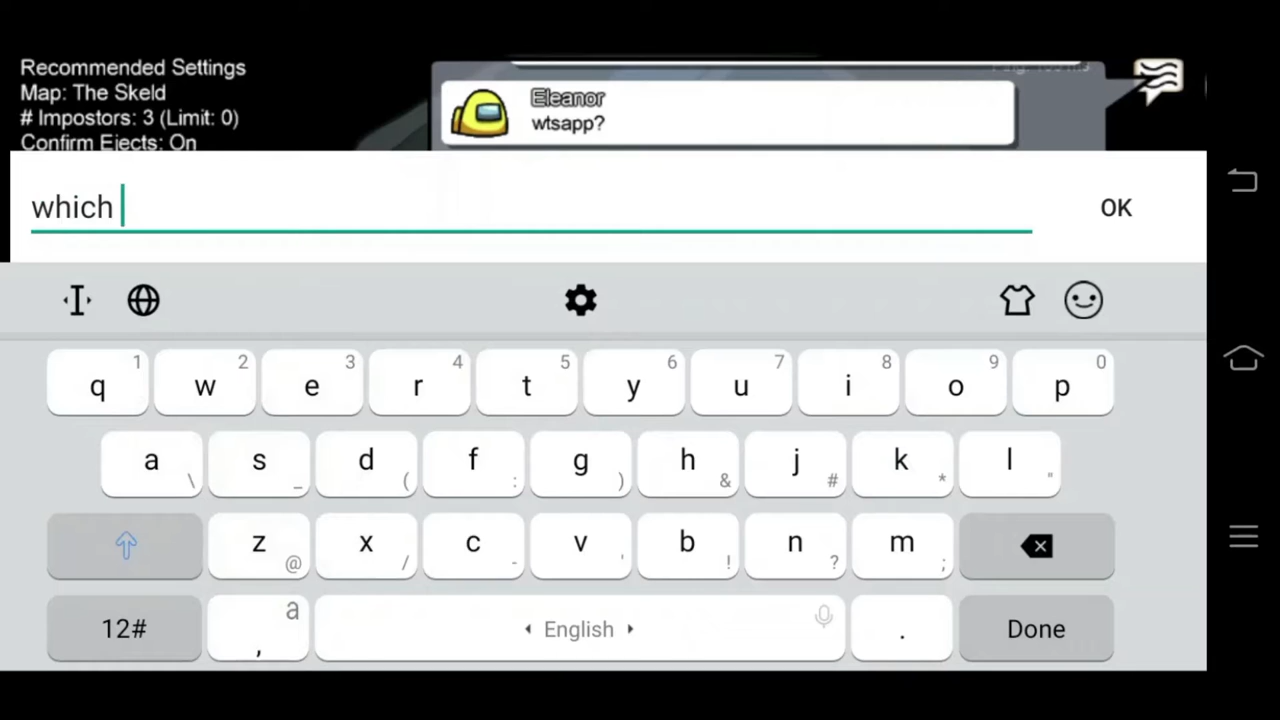 Recommended Settings
Map: The Skeld
# Impostors: 3 (Limit: 0)
Confirm Ejects: On
Eleanor
wtsapp?
which
OK
1 2 3 4 5 6 7 8 9 0
q w e r t y u i o p
a s d f g h j k l
\ _ ( : ) & # * "
z x c v b n m
@ / - ' ! ? ;
12# a , English . Done